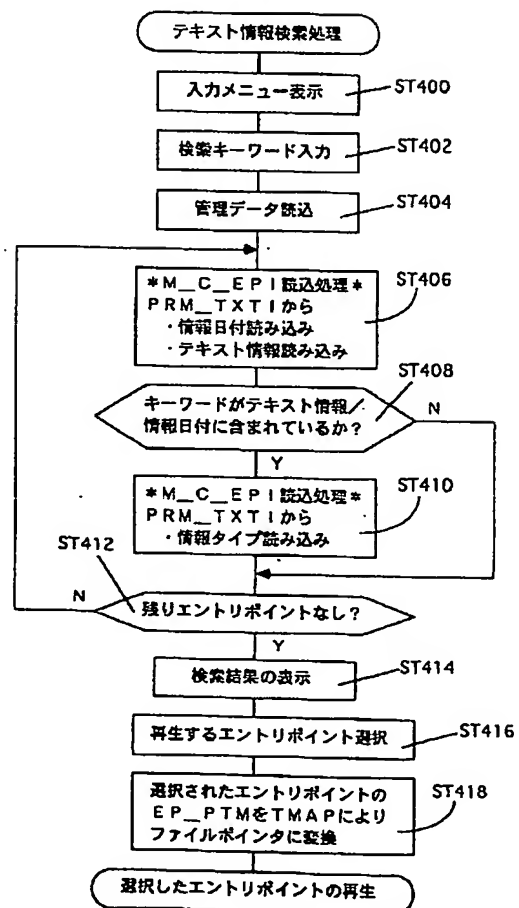 テキスト情報検索処理
入力メニュー表示
ST400
検索キーワード入力
ST402
管理データ読込
ST404
*M_C_EPI読込処理*
PRM_TXTIから
・情報日付読み込み
・テキスト情報読み込み
ST406
ST408
キーワードがテキスト情報/
情報日付に含まれているか?
N
Y
*M_C_EPI読込処理*
PRM_TXTIから
・情報タイプ読み込み
ST410
ST412
N
残りエントリポイントなし?
Y
検索結果の表示
ST414
再生するエントリポイント選択
ST416
選択されたエントリポイントの
EP_PTMをTMAPにより
ファイルポインタに変換
ST418
選択したエントリポイントの再生